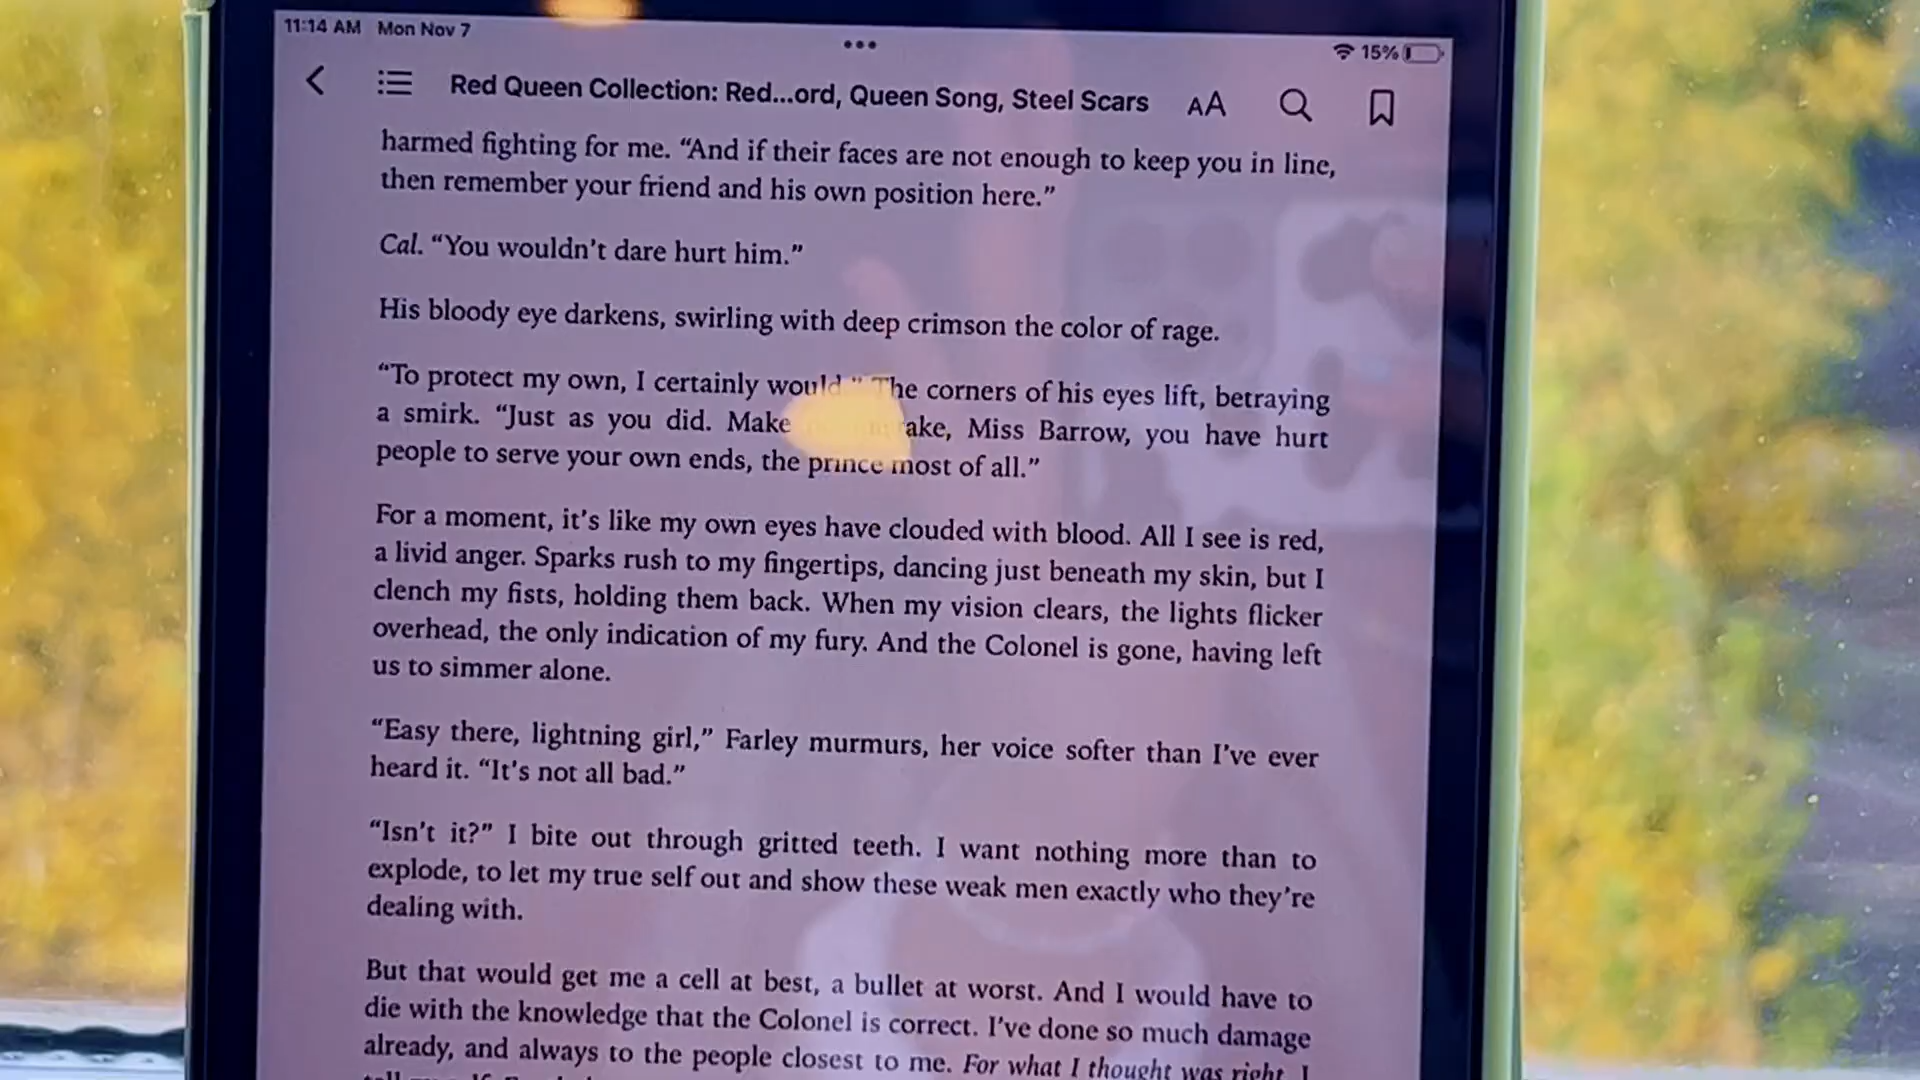 11:14 AM Mon Nov 7
15%
Red Queen Collection: Red...ord, Queen Song, Steel Scars
AA
harmed fighting for me. “And if their faces are not enough to keep you in line,
then remember your friend and his own position here.”
Cal. “You wouldn’t dare hurt him.”
His bloody eye darkens, swirling with deep crimson the color of rage.
“To protect my own, I certainly would.” The corners of his eyes lift, betraying
a smirk. “Just as you did. Make Miss Barrow, you have hurt
people to serve your own ends, the prince most of all.”
For a moment, it’s like my own eyes have clouded with blood. All I see is red,
a livid anger. Sparks rush to my fingertips, dancing just beneath my skin, but I
clench my fists, holding them back. When my vision clears, the lights flicker
overhead, the only indication of my fury. And the Colonel is gone, having left
us to simmer alone.
“Easy there, lightning girl,” Farley murmurs, her voice softer than I’ve ever
heard it. “It’s not all bad.”
“Isn’t it?” I bite out through gritted teeth. I want nothing more than to
explode, to let my true self out and show these weak men exactly who they’re
dealing with.
But that would get me a cell at best, a bullet at worst. And I would have to
die with the knowledge that the Colonel is correct. I’ve done so much damage
already, and always to the people closest to me. For what I thought was right, I